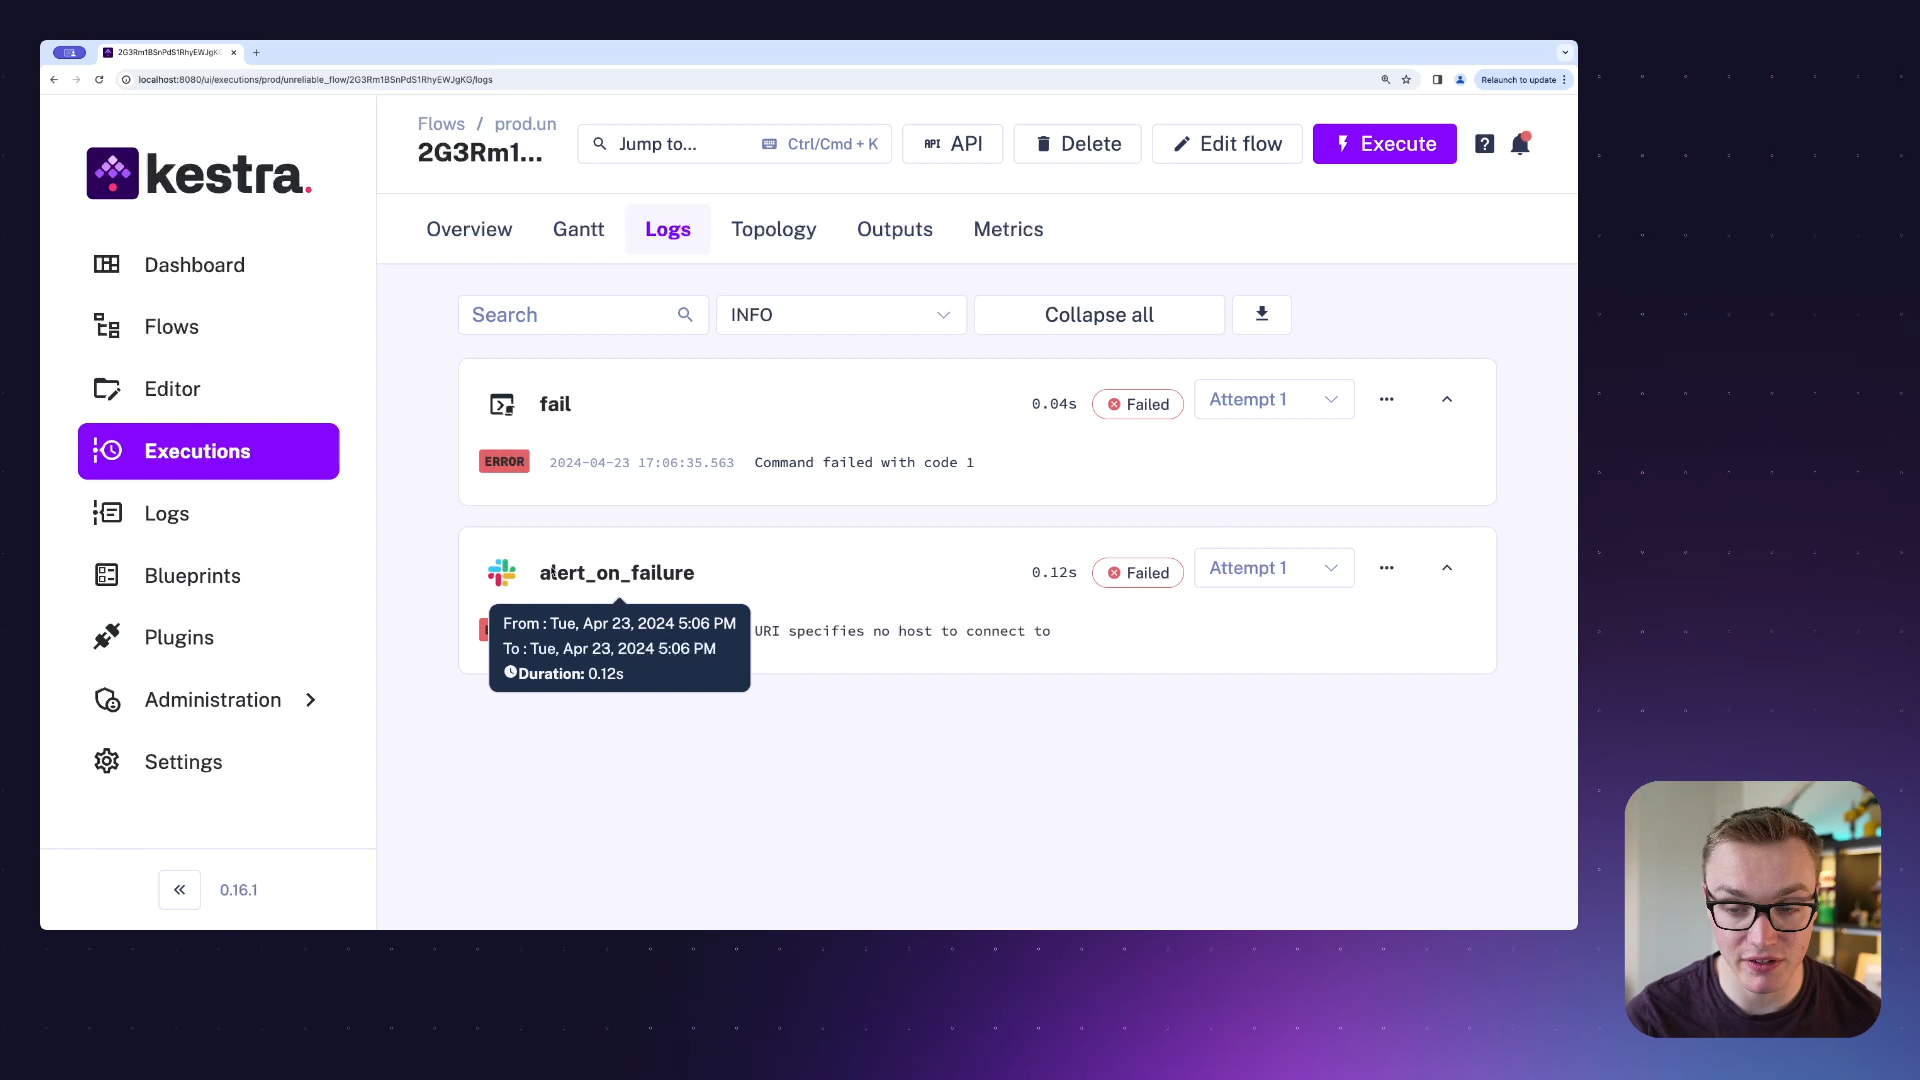 2G3Rm1BSnPdS1RhyEWJgKG
localhost:8080/ui/executions/prod/unreliable_flow/2G3Rm1BSnPdS1RhyEWJgKG/logs
Relaunch to update
kestra.
Dashboard
Flows
Editor
Executions
Logs
Blueprints
Plugins
Administration
Settings
0.16.1
Flows / prod.un
2G3Rm1...
Jump to...
Ctrl/Cmd + K
API API
Delete
Edit flow
Execute
Overview
Gantt
Logs
Topology
Outputs
Metrics
Search
INFO
Collapse all
fail
0.04s
Failed
Attempt 1
ERROR 2024-04-23 17:06:35.563 Command failed with code 1
alert_on_failure
0.12s
Failed
Attempt 1
URI specifies no host to connect to
From : Tue, Apr 23, 2024 5:06 PM
To : Tue, Apr 23, 2024 5:06 PM
Duration: 0.12s